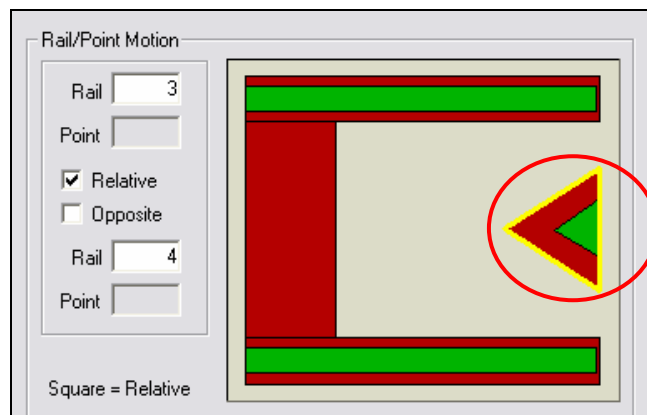 Rail/Point Motion
Rail 3
Point
Relative
Opposite
Rail 4
Point
Square = Relative